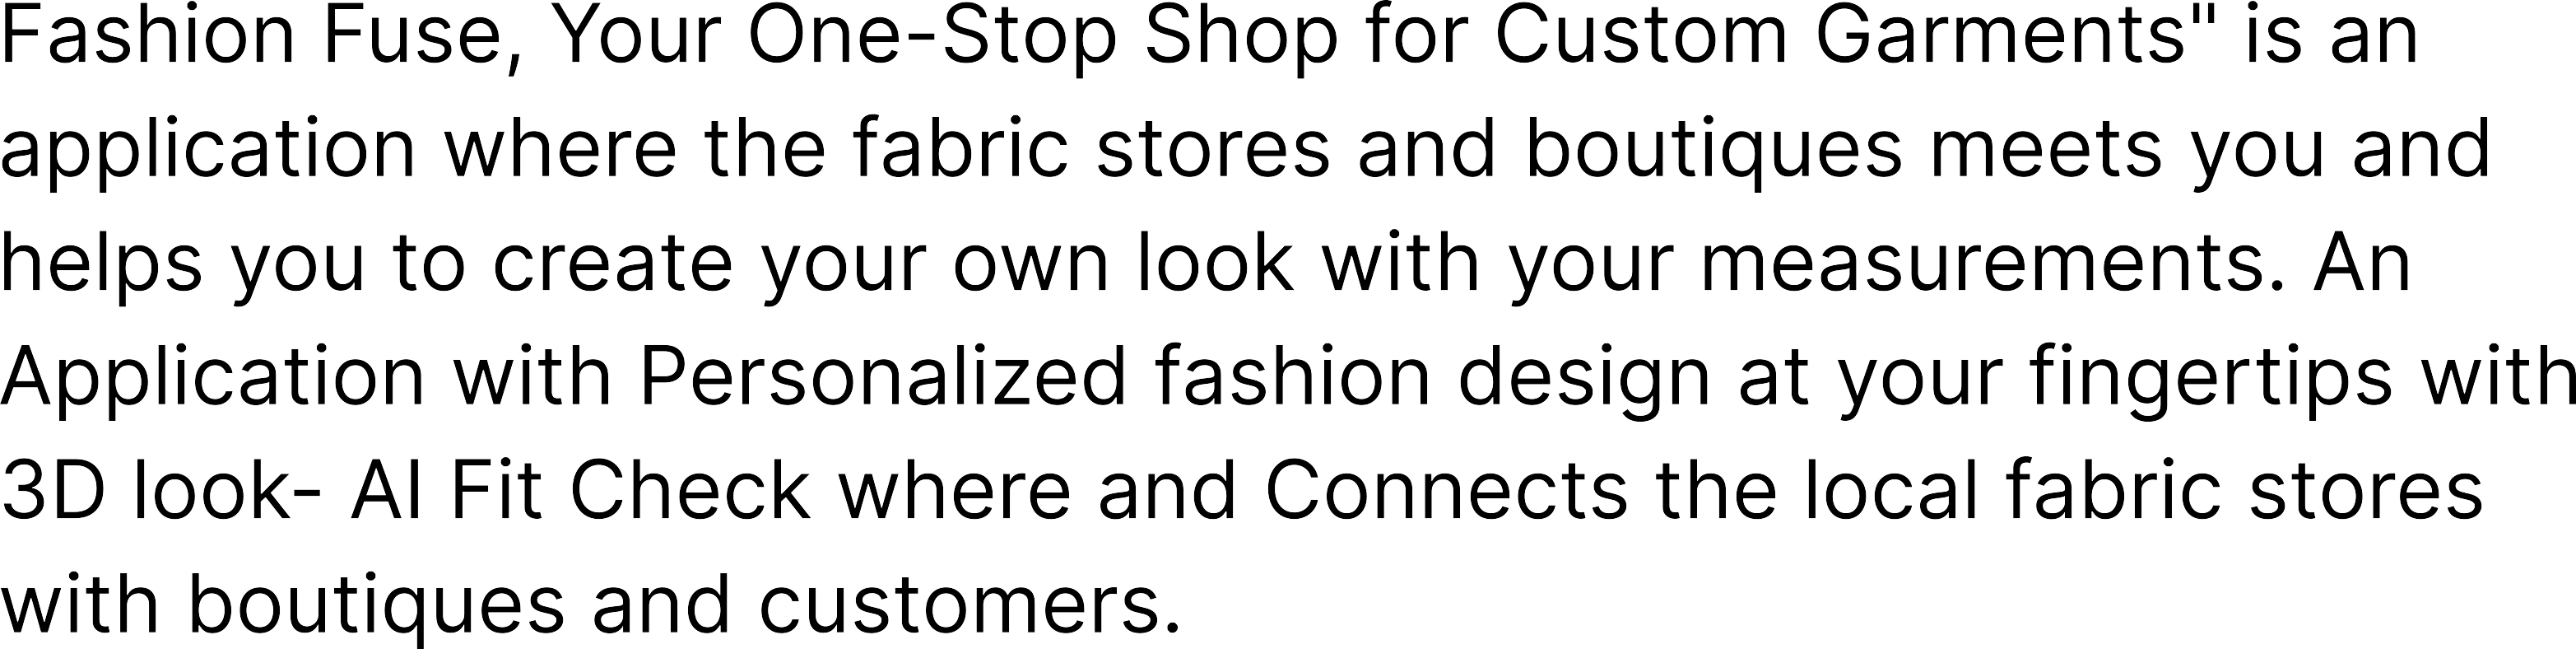 Fashion Fuse, Your One-Stop Shop for Custom Garments" is an
application where the fabric stores and boutiques meets you and
helps you to create your own look with your measurements. An
Application with Personalized fashion design at your fingertips with
3D look- AI Fit Check where and Connects the local fabric stores
with boutiques and customers.